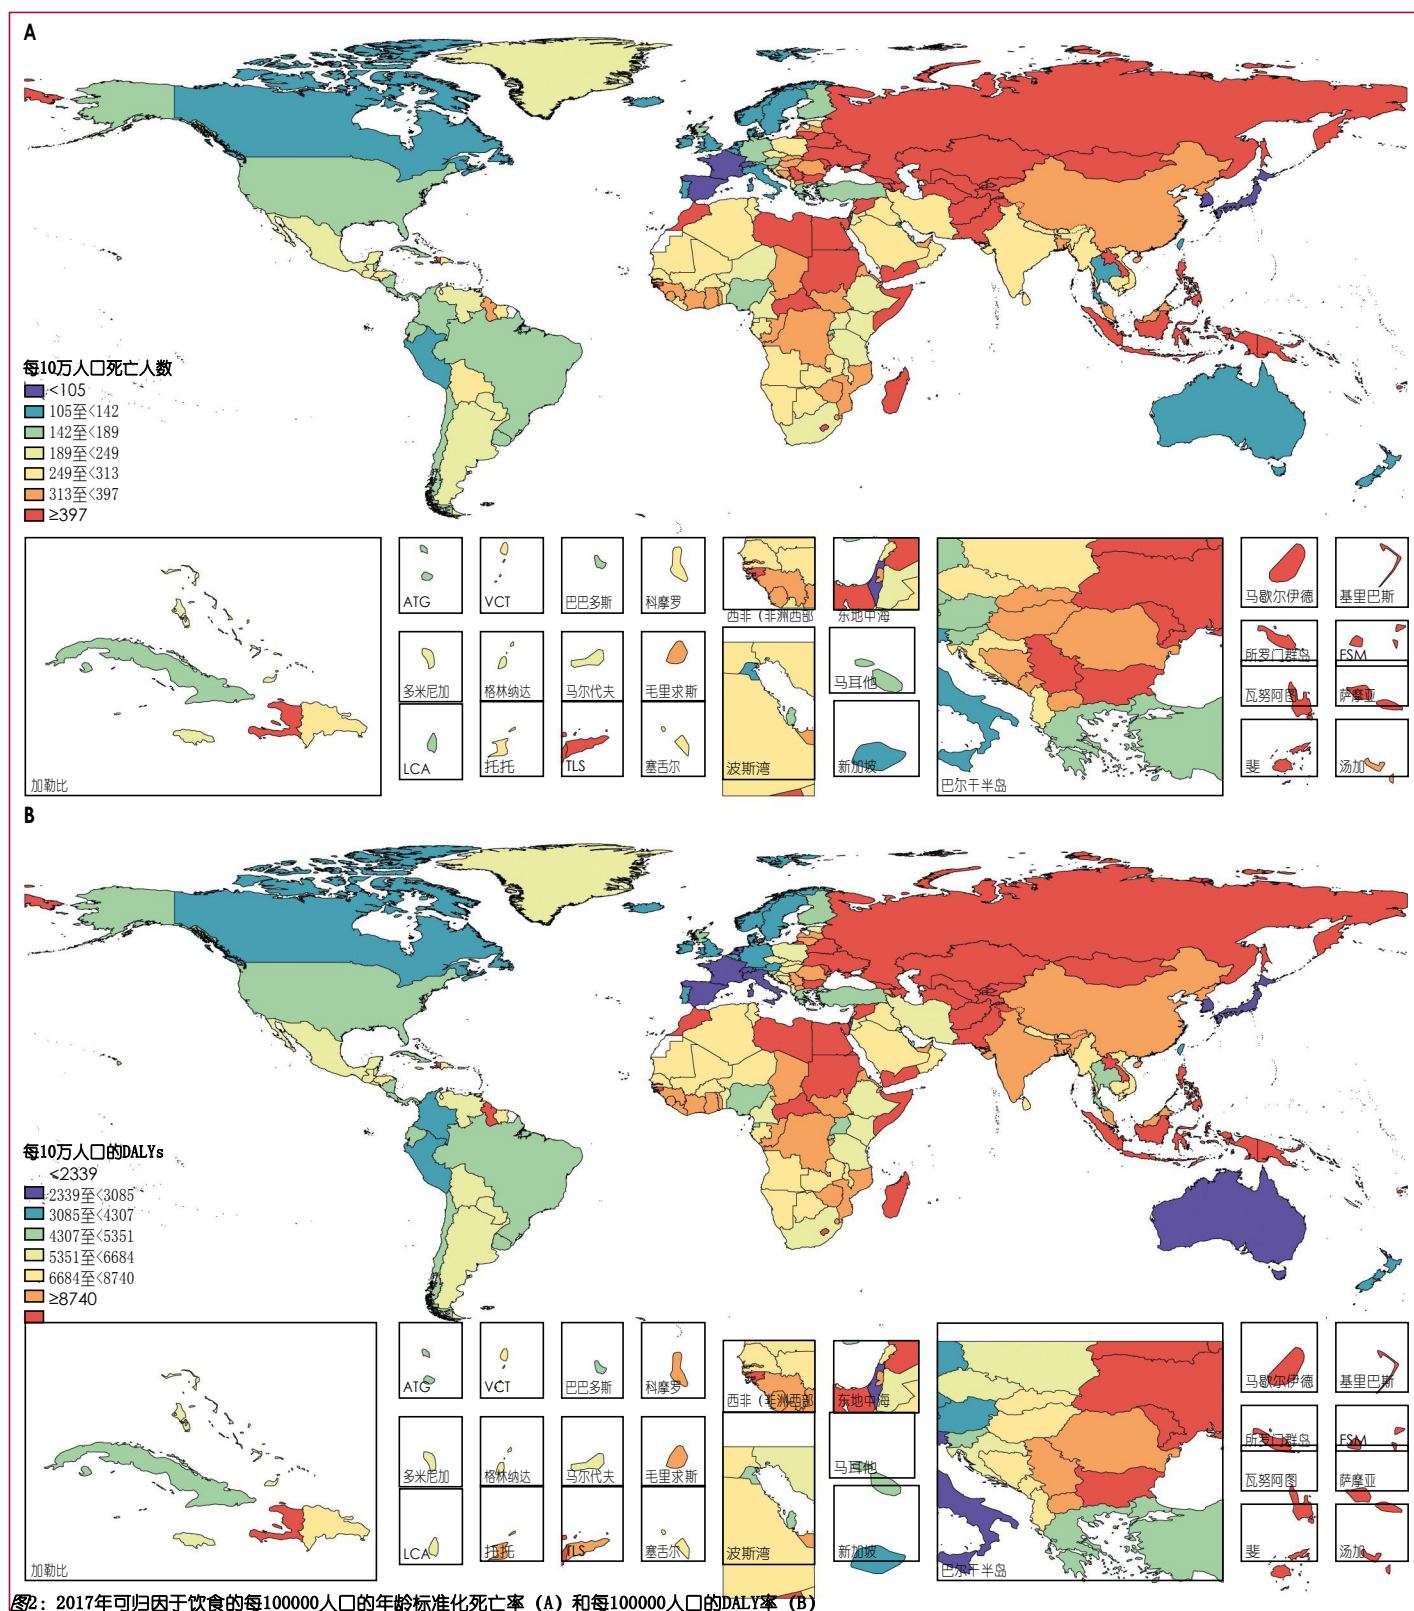 A
每10万人口死亡人数
<105
105至<142
142至<189
189至<249
249至<313
313至<397
≥397
加勒比
ATG
VCT
巴巴多斯
科摩罗
多米尼加
格林纳达
马尔代夫
毛里求斯
LCA
托托
TLS
塞舌尔
西非（非洲西部
东地中海
波斯湾
马耳他
新加坡
巴尔干半岛
马歇尔伊德
基里巴斯
所罗门群岛
FSM
瓦努阿图
萨摩亚
斐
汤加
B
每10万人口的DALYs
<2339
2339至<3085
3085至<4307
4307至<5351
5351至<6684
6684至<8740
≥8740
加勒比
ATG
VCT
巴巴多斯
科摩罗
多米尼加
格林纳达
马尔代夫
毛里求斯
LCA
托托
TLS
塞舌尔
西非（非洲西部
东地中海
波斯湾
马耳他
新加坡
巴尔干半岛
马歇尔伊德
基里巴斯
所罗门群岛
FSM
瓦努阿图
萨摩亚
斐
汤加
图2：2017年可归因于饮食的每100000人口的年龄标准化死亡率（A）和每100000人口的DALY率（B）